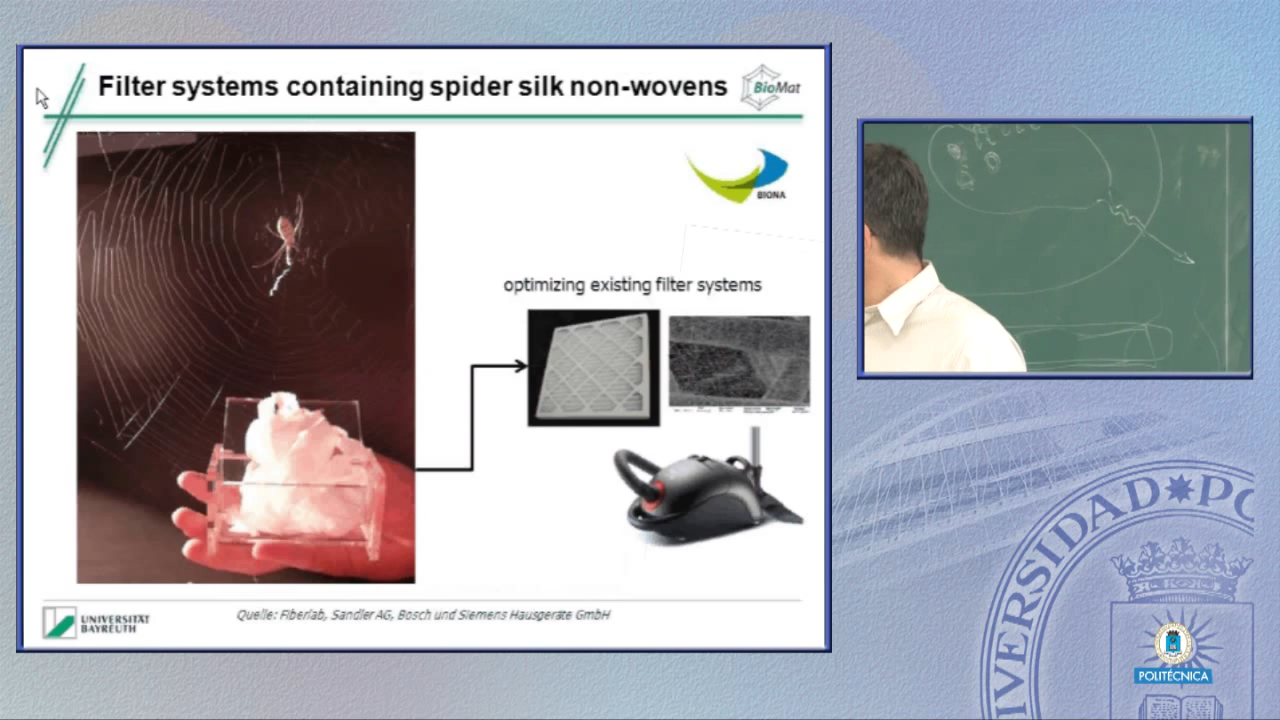 Filter systems containing spider silk non-wovens
BioMat
BIONA
optimizing existing filter systems
Quelle: Fiberlab, Sandler AG, Bosch und Siemens Hausgeräte GmbH
UNIVERSITÄT
BAYREUTH
UNIVERSIDAD PO
POLITÉCNICA